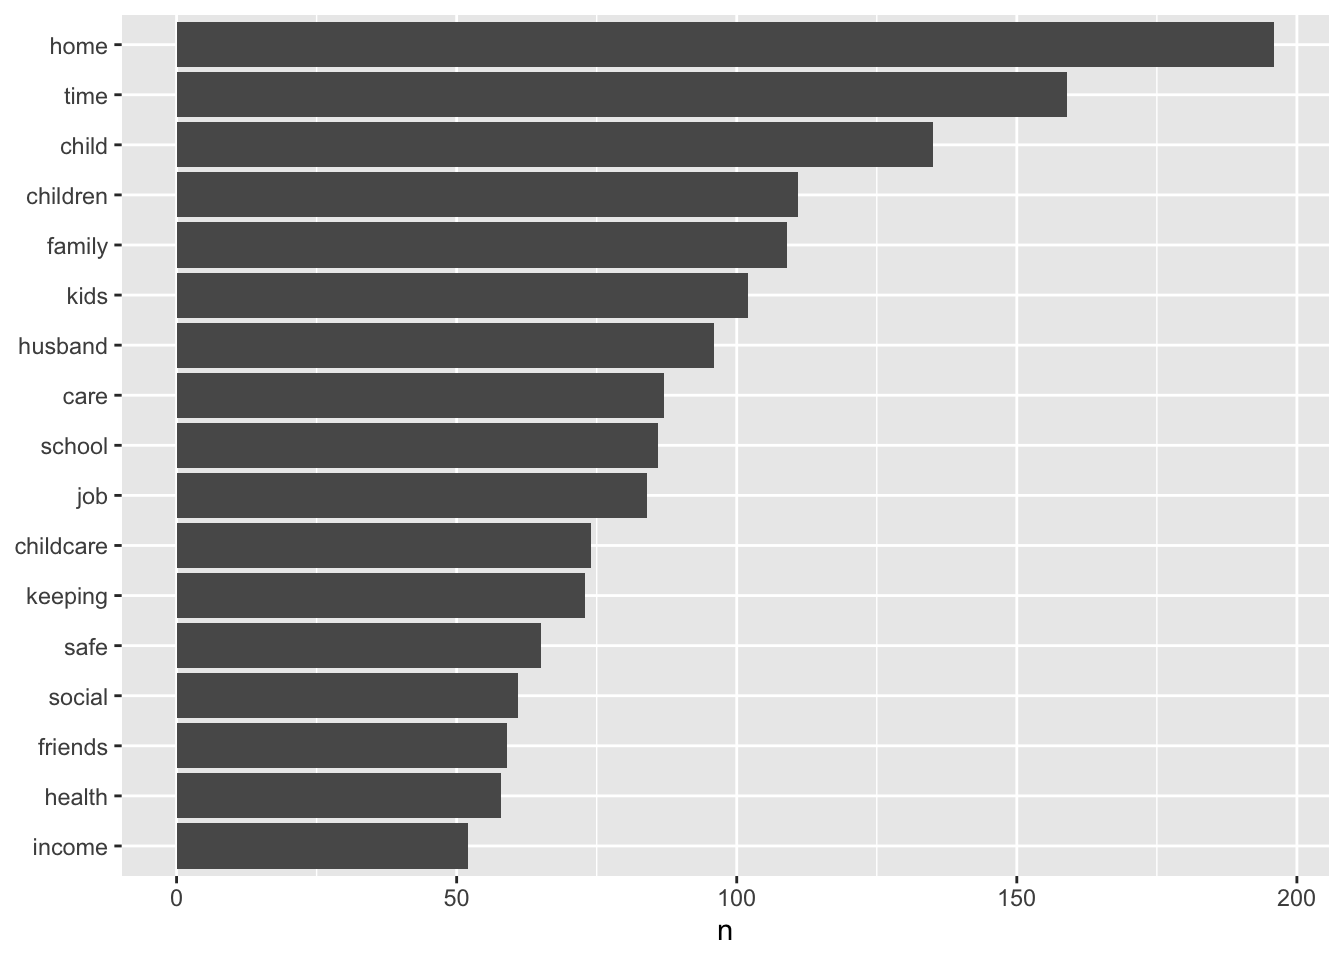 home
time
child
children
family
kids
husband
care
school
job
childcare
keeping
safe
social
friends
health
income
0 50 100 150 200
n